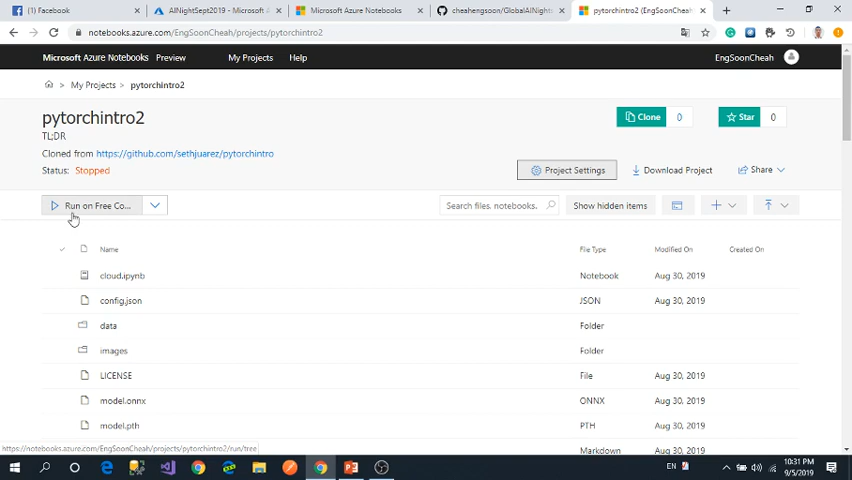 (1) Facebook
AINightSept2019 - Microsoft A
Microsoft Azure Notebooks
cheahengsoon/GlobalAINights
pytorchintro2 (EngSoonCheah
notebooks.azure.com/EngSoonCheah/projects/pytorchintro2
Microsoft Azure Notebooks Preview My Projects Help EngSoonCheah
My Projects > pytorchintro2
pytorchintro2
Clone 0 Star 0
TL;DR
Cloned from https://github.com/sethjuarez/pytorchintro
Status: Stopped
Project Settings Download Project Share
Run on Free Co... Search files, notebooks. Show hidden items
Name File Type Modified On Created On
cloud.ipynb Notebook Aug 30, 2019
config.json JSON Aug 30, 2019
data Folder Aug 30, 2019
images Folder Aug 30, 2019
LICENSE File Aug 30, 2019
model.onnx ONNX Aug 30, 2019
model.pth PTH Aug 30, 2019
Markdown
https://notebooks.azure.com/EngSoonCheah/projects/pytorchintro2/run/tree
EN 10:31 PM
9/5/2019